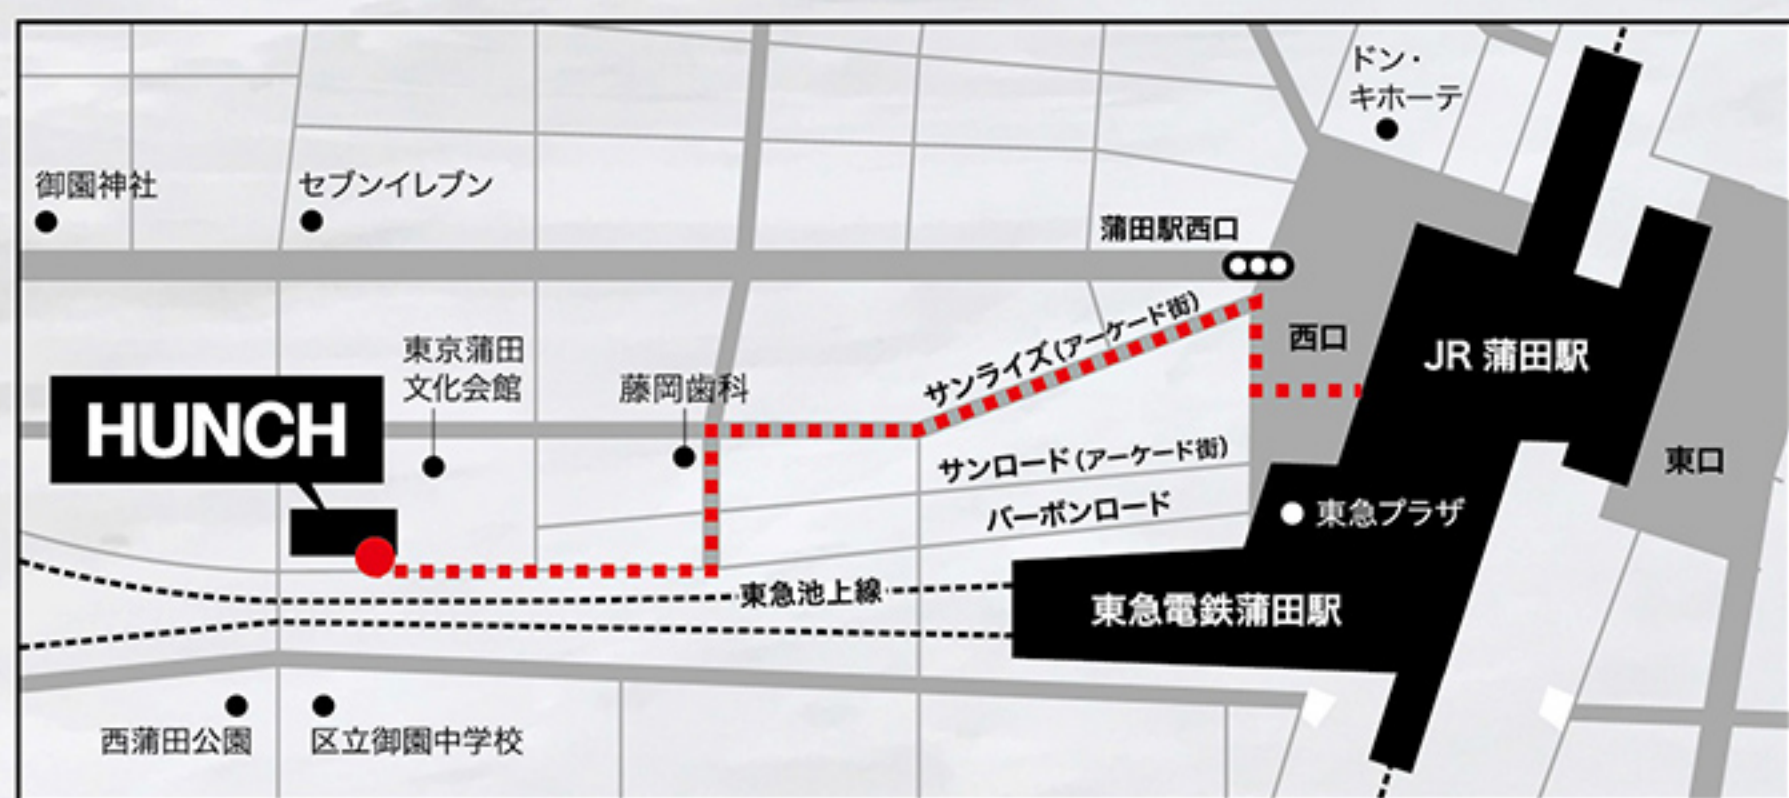 ドン・
キホーテ
御園神社
セブンイレブン
蒲田駅西口
サンライズ(アーケード街)
西口
JR 蒲田駅
東京蒲田
文化会館
藤岡歯科
HUNCH
サンロード(アーケード街)
東口
バーボンロード
東急プラザ
東急池上線
東急電鉄蒲田駅
西蒲田公園
区立御園中学校